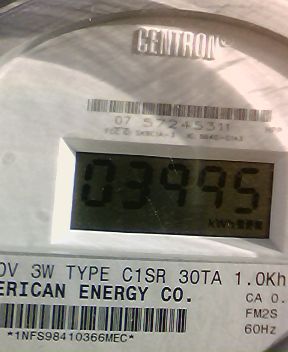 CENTRON®
07 57245311
03995
kWh
0V 3W TYPE C1SR 30TA 1.0Kh
ERICAN ENERGY CO.
CA 0.
FM2S
60Hz
*1NFS98410366MEC*